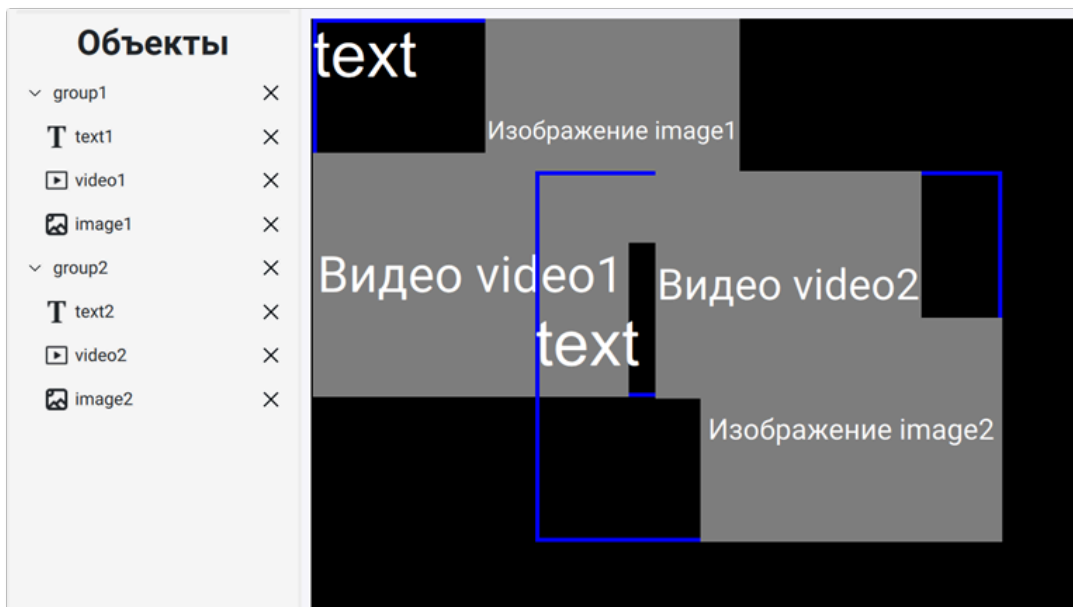 Объекты
group1
text1
video1
image1
group2
text2
video2
image2
text
Изображение image1
Видео video1
Видео video2
text
Изображение image2